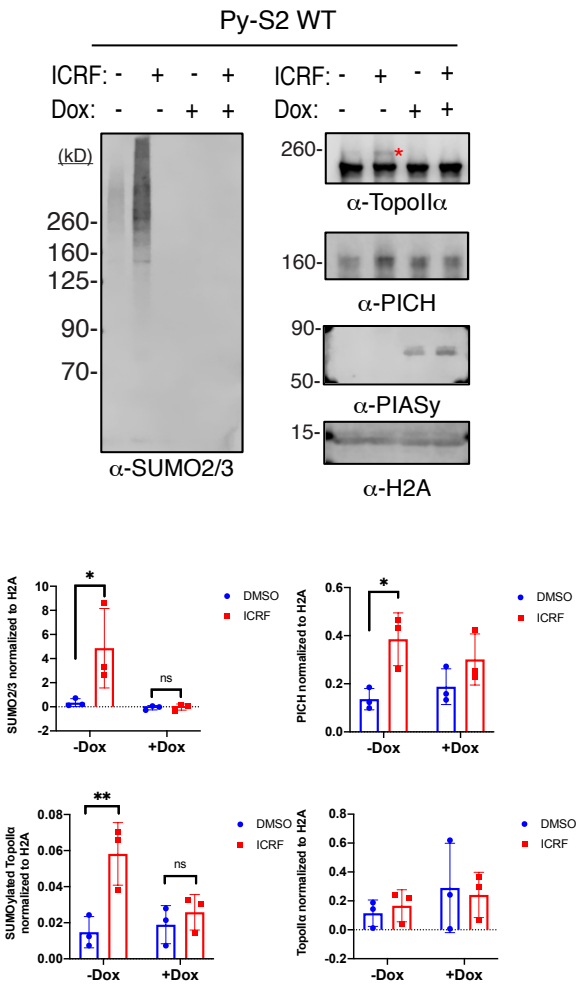 Py-S2 WT
ICRF: - + - +
Dox: - - + +
(kD)
260-
160-
125-
90-
70-
α-SUMO2/3
ICRF: - + - +
Dox: - - + +
260-
*
α-TopoIIα
160-
α-PICH
90-
50-
α-PIASy
15-
α-H2A
SUMO2/3 normalized to H2A
10
8
6
4
2
0
-2
*
ns
-Dox +Dox
DMSO
ICRF
PICH normalized to H2A
0.6
0.4
0.2
0.0
*
-Dox +Dox
DMSO
ICRF
SUMOylated TopoIIα
normalized to H2A
0.08
0.06
0.04
0.02
0.00
**
ns
-Dox +Dox
DMSO
ICRF
TopoIIα normalized to H2A
0.8
0.6
0.4
0.2
0.0
-0.2
-Dox +Dox
DMSO
ICRF